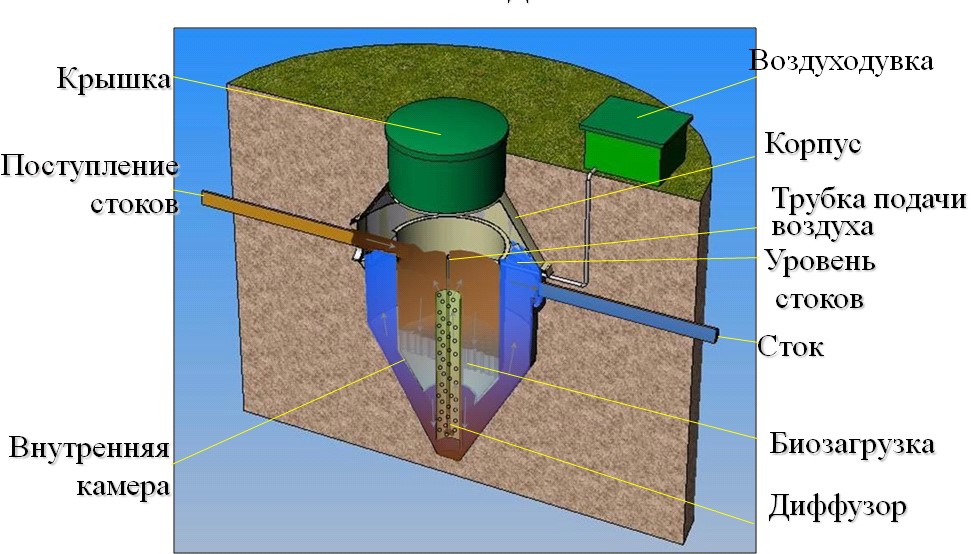 Крышка
Поступление
стоков
Внутренняя
камера
Воздуходувка
Корпус
Трубка подачи
воздуха
Уровень
стоков
Сток
Биозагрузка
Диффузор